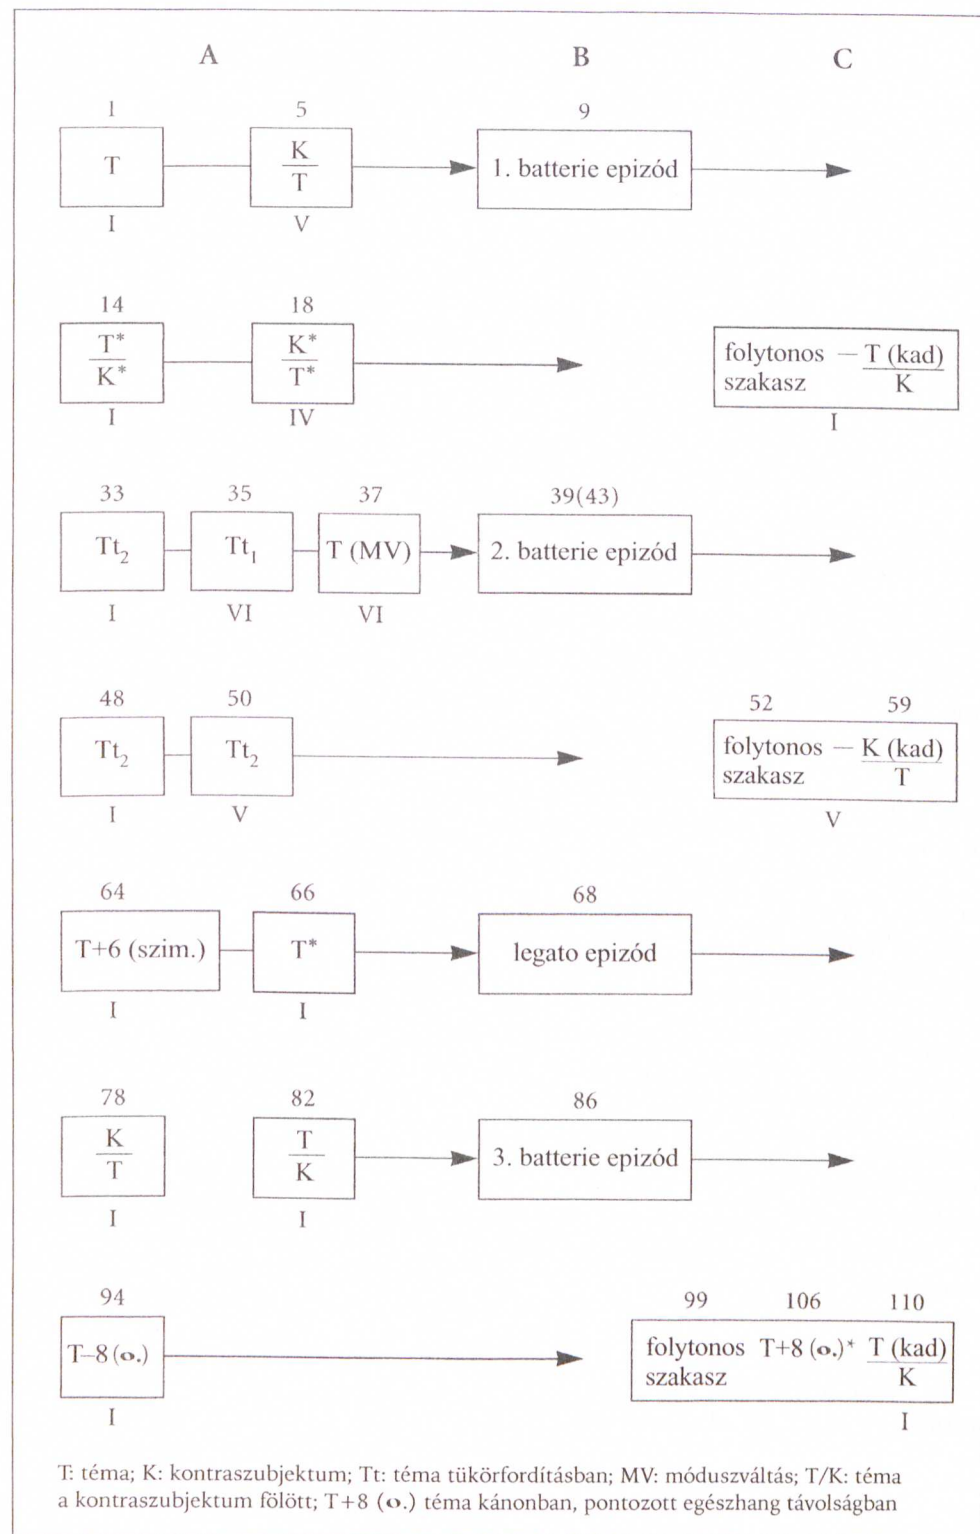 A B C
1 5 9
T K/T 1. batterie epizód
I V
14 18
T*/K* K*/T* folytonos – T (kad)/K
szakasz
I IV I
33 35 37 39(43)
Tt₂ Tt₁ T (MV) 2. batterie epizód
I VI VI
48 50 52 59
Tt₂ Tt₂ folytonos – K (kad)/T
szakasz
I V V
64 66 68
T+6 (szim.) T* legato epizód
I I
78 82 86
K/T T/K 3. batterie epizód
I I
94 99 106 110
T–8 (𝅝.) folytonos T+8 (𝅝.)* T (kad)/K
szakasz
I I
T: téma; K: kontraszubjektum; Tt: téma tükörfordításban; MV: móduszváltás; T/K: téma
a kontraszubjektum fölött; T+8 (𝅝.) téma kánonban, pontozott egészhang távolságban